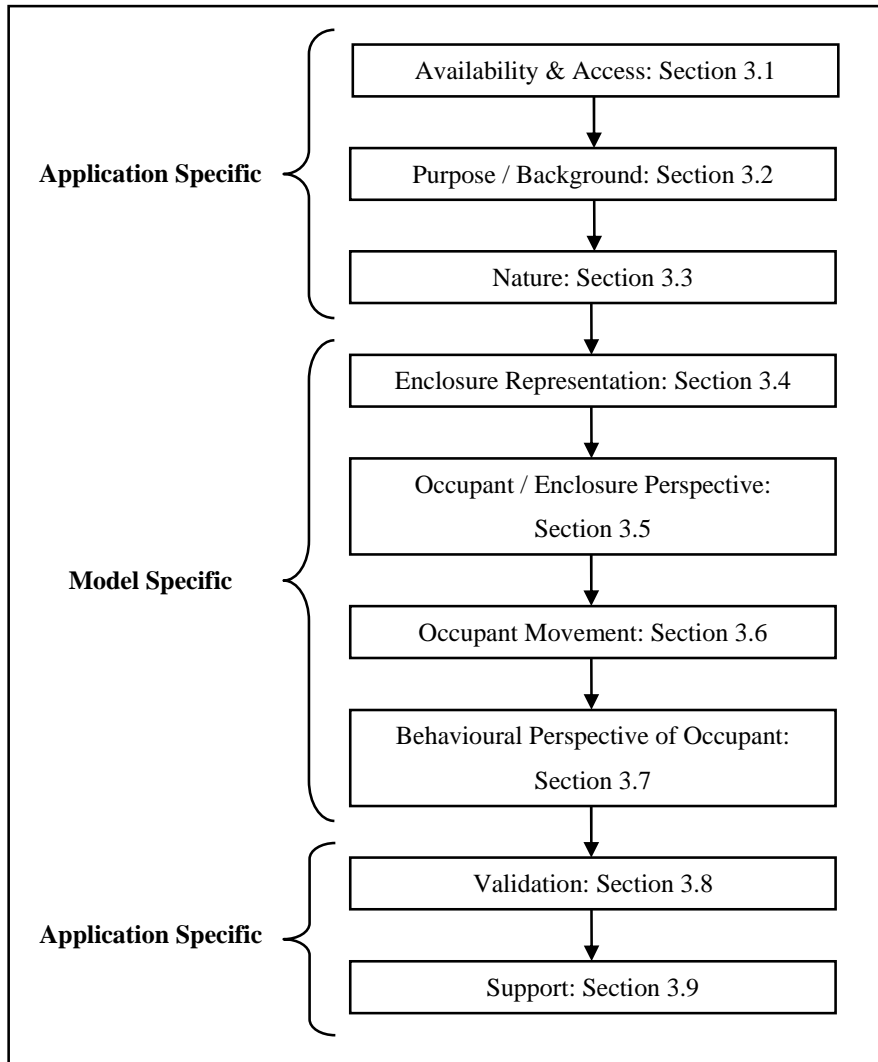 Availability & Access: Section 3.1
Application Specific
Purpose / Background: Section 3.2
Nature: Section 3.3
Enclosure Representation: Section 3.4
Occupant / Enclosure Perspective:
Section 3.5
Model Specific
Occupant Movement: Section 3.6
Behavioural Perspective of Occupant:
Section 3.7
Validation: Section 3.8
Application Specific
Support: Section 3.9